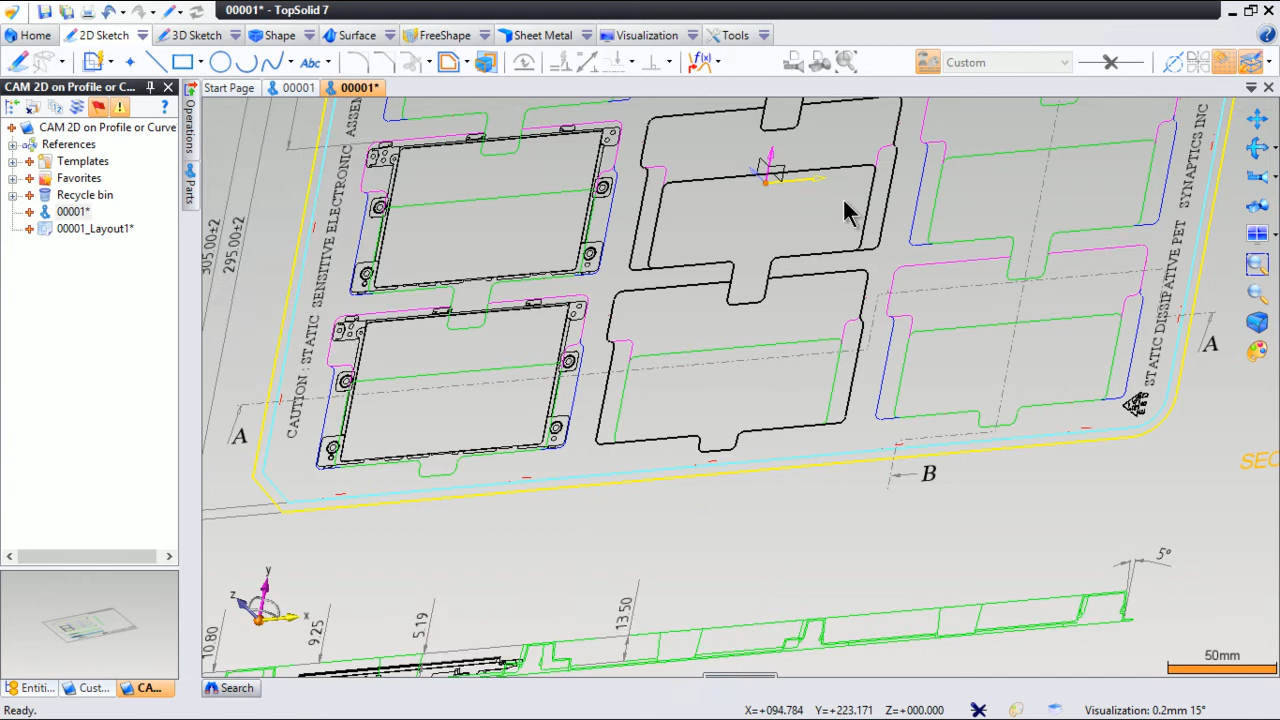 00001* - TopSolid 7
Home 2D Sketch 3D Sketch Shape Surface FreeShape Sheet Metal Visualization Tools
Abc f(x) Custom
CAM 2D on Profile or C...
Start Page 00001 00001*
CAM 2D on Profile or Curve
References
Templates
Favorites
Recycle bin
00001*
00001_Layout1*
Operations
Parts
CAUTION : STATIC SENSITIVE ELECTRONIC ASSEM
STATIC DISSIPATIVE PET SYNAPTICS INC
305.00±2
295.00±2
A
A
B
SEC
5°
10.80
9.25
5.19
13.50
y
z
x
50mm
Entiti... Cust... CA...
Search
Top. X=+094.784 Y=+223.171 Z=+000.000 Visualization: 0.2mm 15°